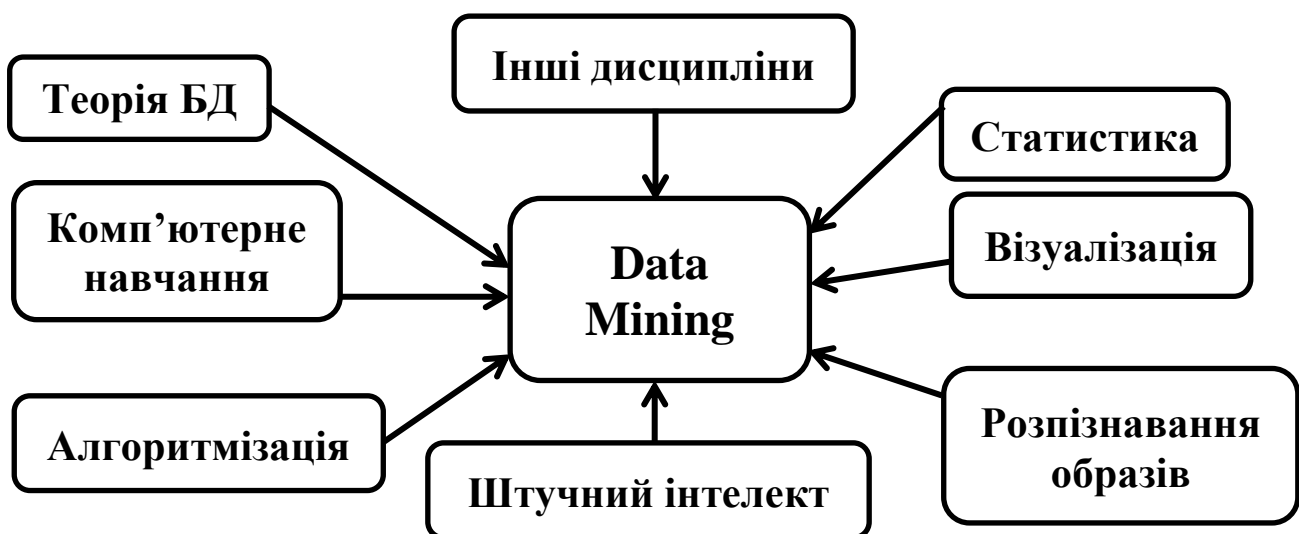 Інші дисципліни
Теорія БД
Статистика
Комп’ютерне
навчання
Data
Mining
Візуалізація
Алгоритмізація
Штучний інтелект
Розпізнавання
образів